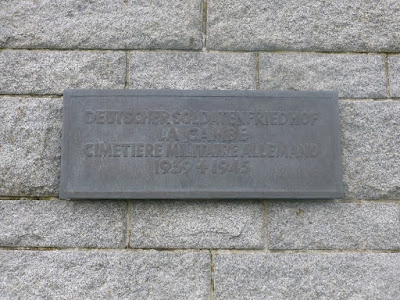 DEUTSCHER SOLDATENFRIEDHOF
LA CAMBE
CIMETIERE MILITAIRE ALLEMAND
1939 + 1945